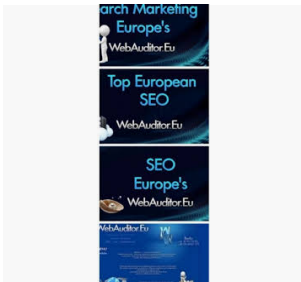 arch Marketing
Europe's
WebAuditor.Eu
Top European
SEO
WebAuditor.Eu
SEO
Europe's
WebAuditor.Eu
WebAuditor.Eu